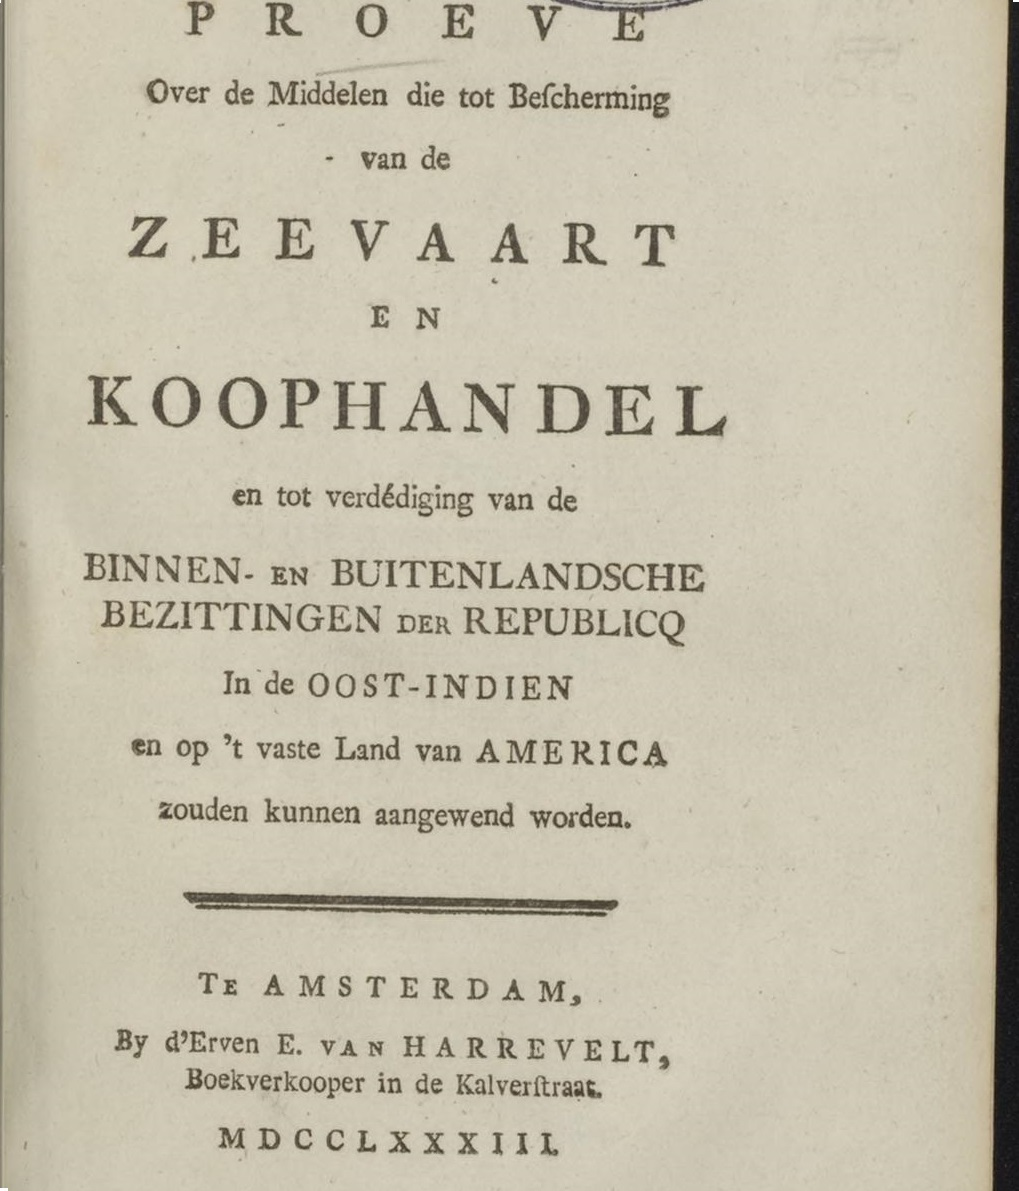 PROEVE
Over de Middelen die tot Beſcherming
van de
ZEEVAART
EN
KOOPHANDEL
en tot verdédiging van de
BINNEN- EN BUITENLANDSCHE
BEZITTINGEN DER REPUBLICQ
In de OOST-INDIEN
en op 't vaste Land van AMERICA
zouden kunnen aangewend worden.
TE AMSTERDAM,
By d'Erven E. VAN HARREVELT,
Boekverkooper in de Kalverſtraat.
MDCCLXXXIII.